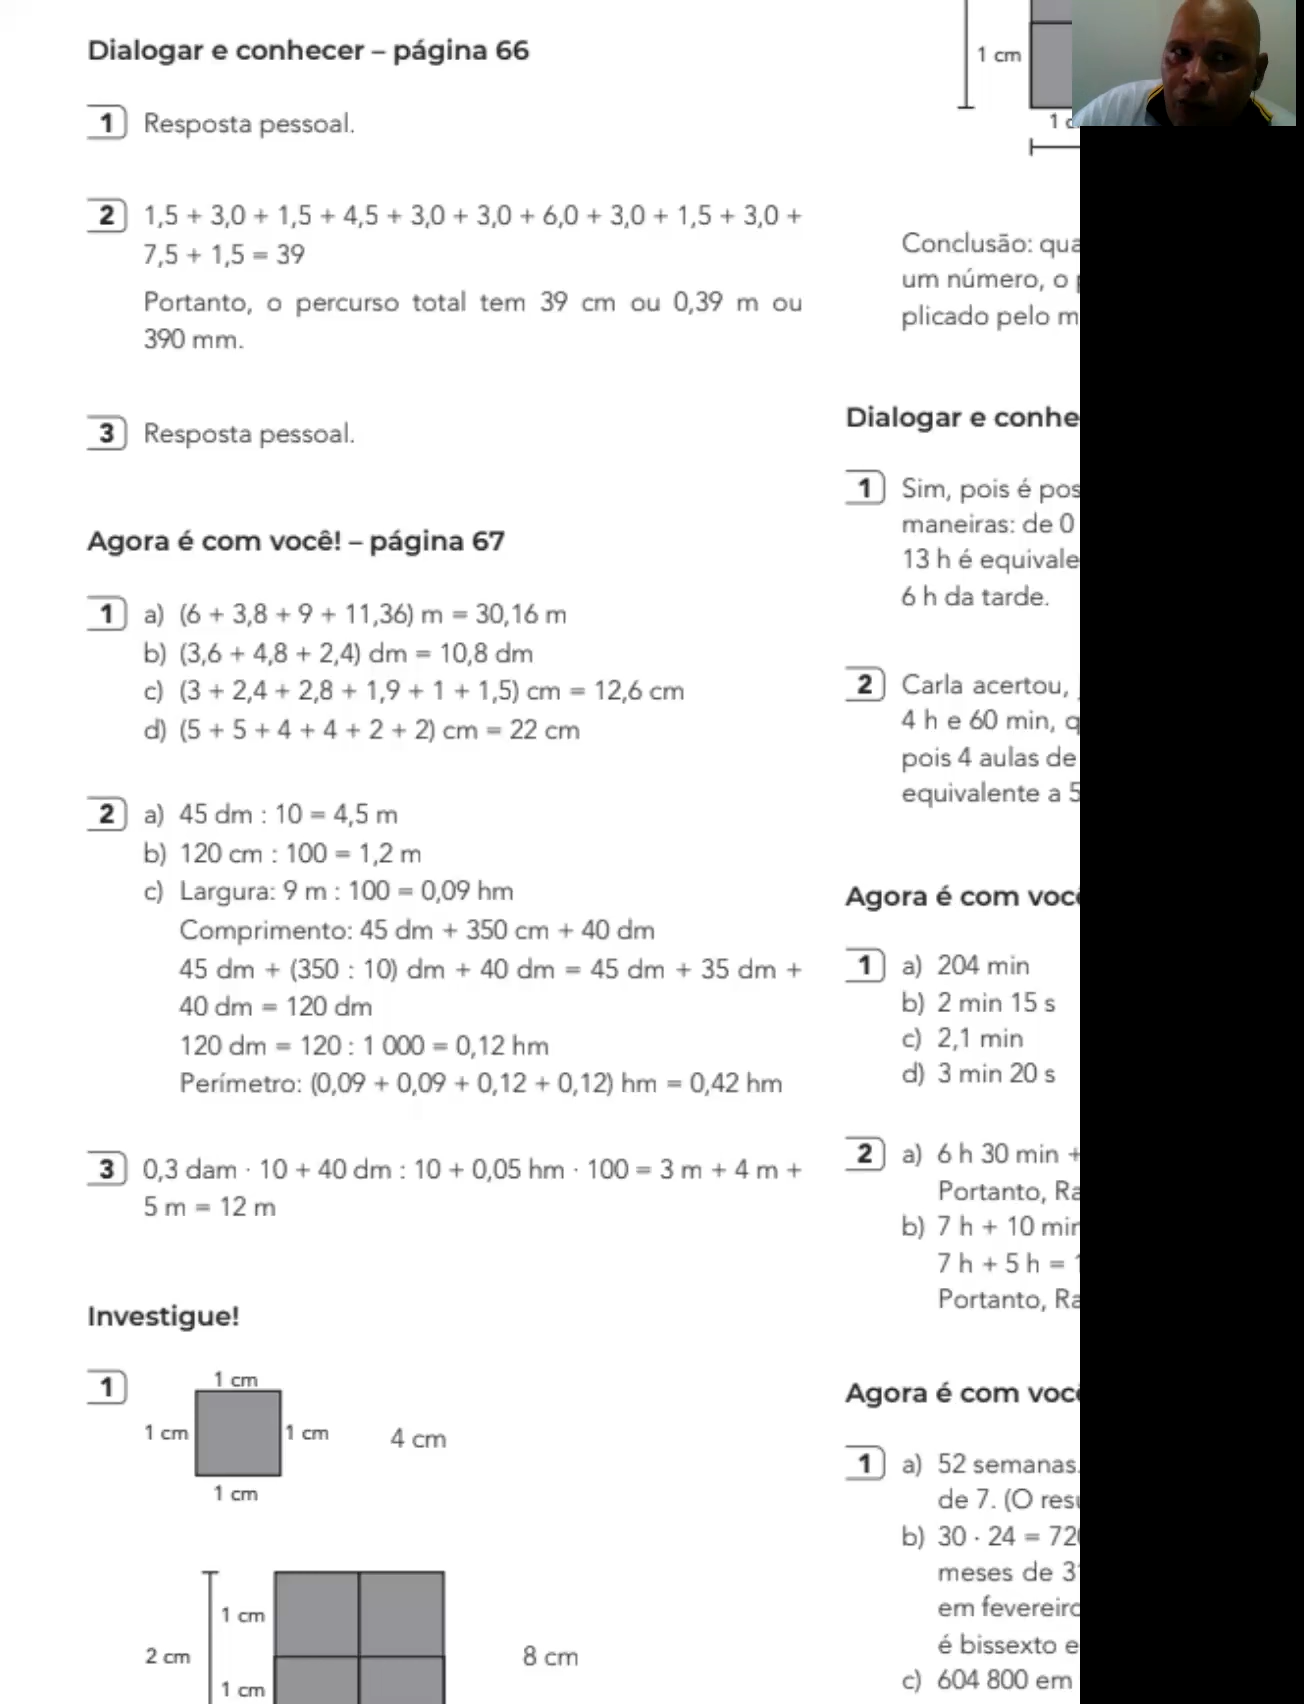 Dialogar e conhecer – página 66
1 Resposta pessoal.
2 1,5 + 3,0 + 1,5 + 4,5 + 3,0 + 3,0 + 6,0 + 3,0 + 1,5 + 3,0 +
7,5 + 1,5 = 39
Portanto, o percurso total tem 39 cm ou 0,39 m ou
390 mm.
3 Resposta pessoal.
Agora é com você! – página 67
1 a) (6 + 3,8 + 9 + 11,36) m = 30,16 m
b) (3,6 + 4,8 + 2,4) dm = 10,8 dm
c) (3 + 2,4 + 2,8 + 1,9 + 1 + 1,5) cm = 12,6 cm
d) (5 + 5 + 4 + 4 + 2 + 2) cm = 22 cm
2 a) 45 dm : 10 = 4,5 m
b) 120 cm : 100 = 1,2 m
c) Largura: 9 m : 100 = 0,09 hm
Comprimento: 45 dm + 350 cm + 40 dm
45 dm + (350 : 10) dm + 40 dm = 45 dm + 35 dm +
40 dm = 120 dm
120 dm = 120 : 1 000 = 0,12 hm
Perímetro: (0,09 + 0,09 + 0,12 + 0,12) hm = 0,42 hm
3 0,3 dam · 10 + 40 dm : 10 + 0,05 hm · 100 = 3 m + 4 m +
5 m = 12 m
Investigue!
1
1 cm
1 cm 1 cm 4 cm
1 cm
1 cm
2 cm 8 cm
1 cm
1 cm
1
Conclusão:
um número, o
plicado pelo
Dialogar e
1 Sim, pois é
maneiras: de 0
13 h é
6 h da tarde.
2 Carla acertou,
4 h e 60 min,
pois 4 aulas de
equivalente a
Agora é com
1 a) 204 min
b) 2 min 15 s
c) 2,1 min
d) 3 min 20 s
2 a) 6 h 30 min +
Portanto,
b) 7 h + 10
7 h + 5 h =
Portanto,
Agora é com
1 a) 52 semanas.
de 7. (O
b) 30 · 24 =
meses de
em
é bissexto e
c) 604 800 em